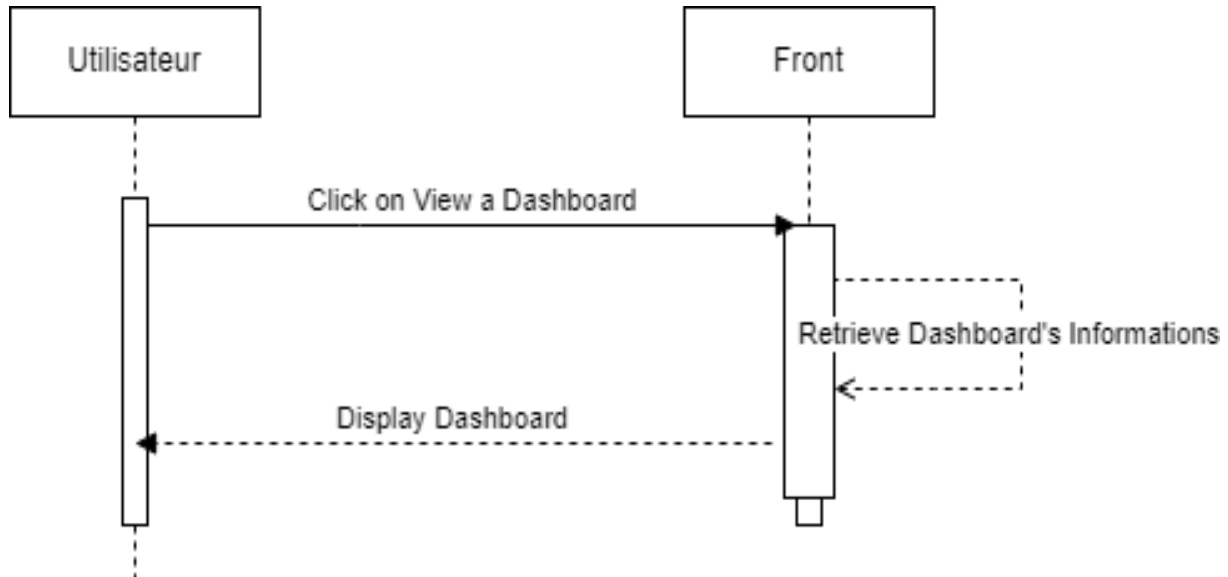 Utilisateur
Front
Click on View a Dashboard
Retrieve Dashboard's Informations
Display Dashboard